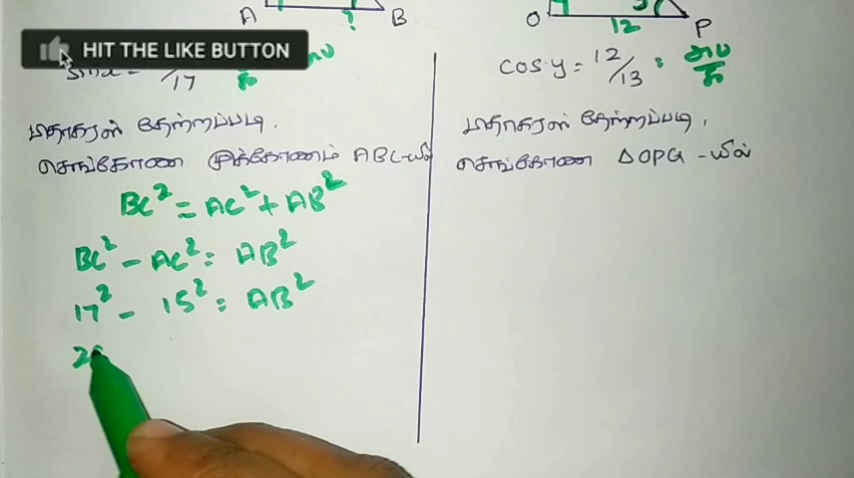 A ? B
O 12 P
HIT THE LIKE BUTTON
/17
cos y = 12/13 =
பிதாகரஸ் தேற்றப்படி,
செங்கோண முக்கோணம் ABC-யில்
BC² = AC² + AB²
BC² - AC² = AB²
17² - 15² = AB²
பிதாகரஸ் தேற்றப்படி,
செங்கோண ΔOPQ -யில்